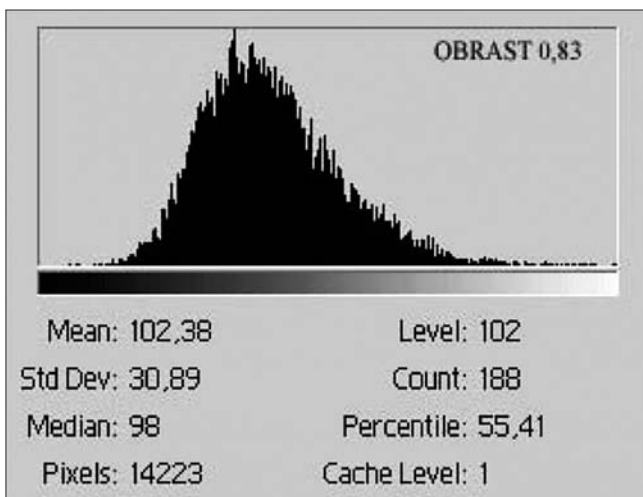 OBRAST 0,83
Mean: 102,38 Level: 102
Std Dev: 30,89 Count: 188
Median: 98 Percentile: 55,41
Pixels: 14223 Cache Level: 1